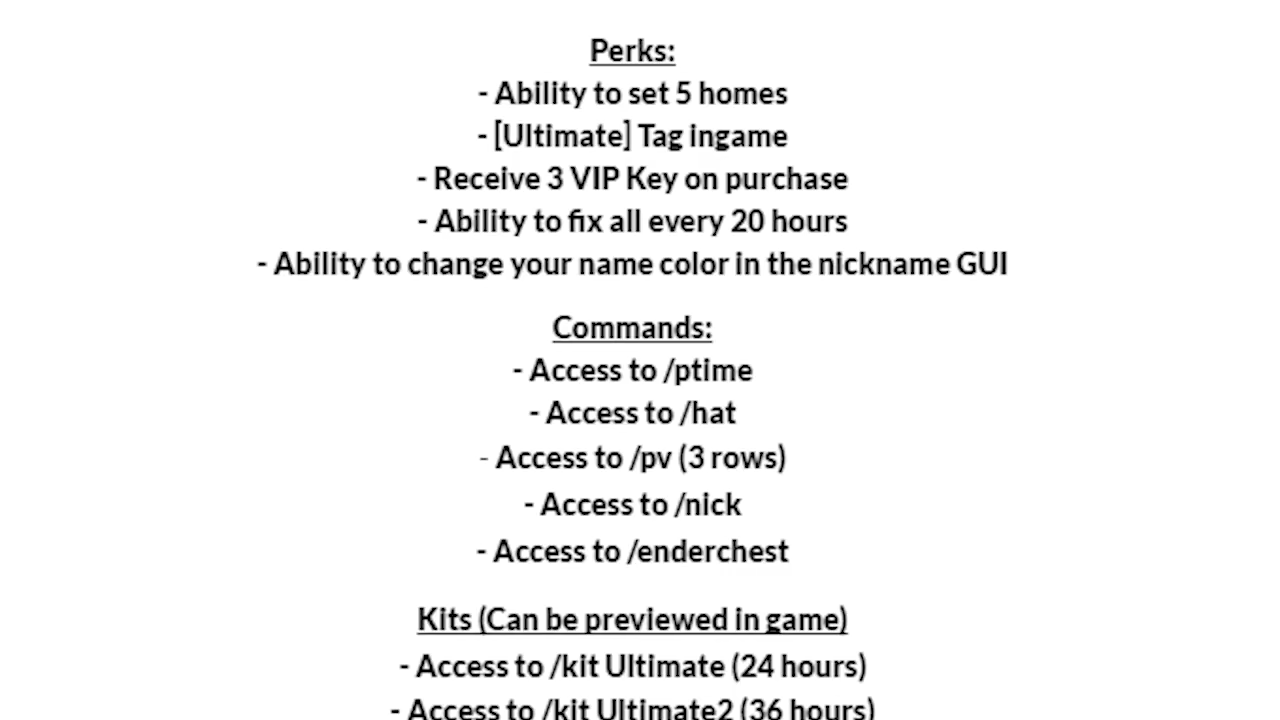 Perks:
- Ability to set 5 homes
- [Ultimate] Tag ingame
- Receive 3 VIP Key on purchase
- Ability to fix all every 20 hours
- Ability to change your name color in the nickname GUI
Commands:
- Access to /ptime
- Access to /hat
- Access to /pv (3 rows)
- Access to /nick
- Access to /enderchest
Kits (Can be previewed in game)
- Access to /kit Ultimate (24 hours)
- Access to /kit Ultimate2 (36 hours)